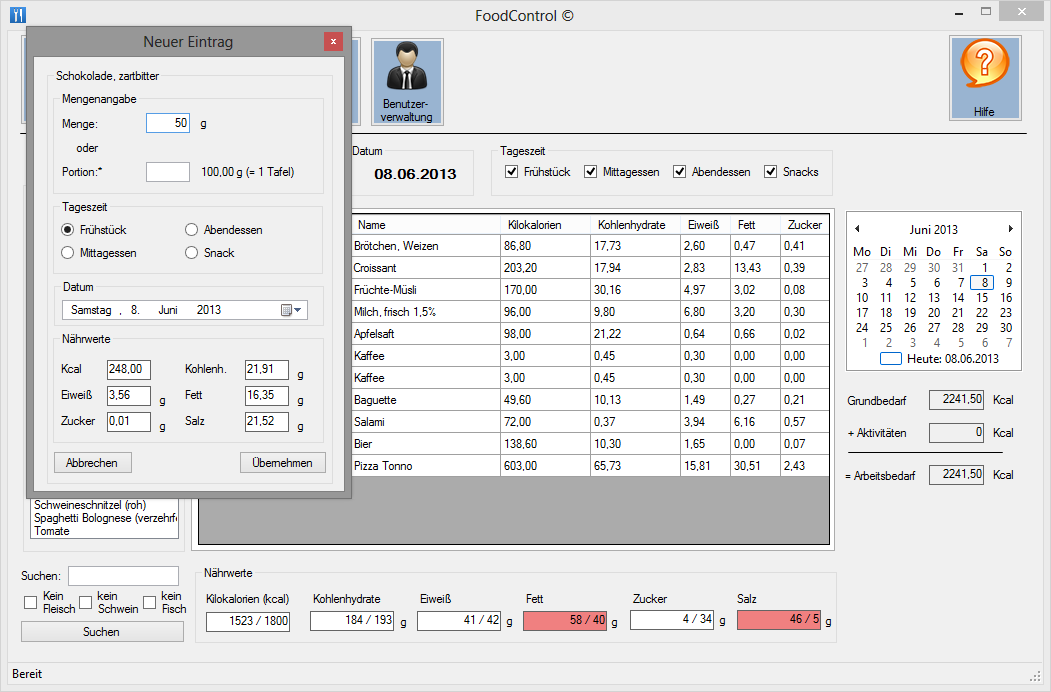 FoodControl ©
Neuer Eintrag
Schokolade, zartbitter
Mengenangabe
Menge: 50 g
oder
Portion:* 100,00 g (= 1 Tafel)
Tageszeit
Frühstück Abendessen
Mittagessen Snack
Datum
Samstag , 8. Juni 2013
Nährwerte
Kcal 248,00 Kohlenh. 21,91 g
Eiweiß 3,56 g Fett 16,35 g
Zucker 0,01 g Salz 21,52 g
Abbrechen Übernehmen
Benutzer-
verwaltung
Hilfe
Datum
08.06.2013
Tageszeit
Frühstück Mittagessen Abendessen Snacks
Name Kilokalorien Kohlenhydrate Eiweiß Fett Zucker
Brötchen, Weizen 86,80 17,73 2,60 0,47 0,41
Croissant 203,20 17,94 2,83 13,43 0,39
Früchte-Müsli 170,00 30,16 4,97 3,02 0,08
Milch, frisch 1,5% 96,00 9,80 6,80 3,20 0,30
Apfelsaft 98,00 21,22 0,64 0,66 0,02
Kaffee 3,00 0,45 0,30 0,00 0,00
Kaffee 3,00 0,45 0,30 0,00 0,00
Baguette 49,60 10,13 1,49 0,27 0,21
Salami 72,00 0,37 3,94 6,16 0,57
Bier 138,60 10,30 1,65 0,00 0,07
Pizza Tonno 603,00 65,73 15,81 30,51 2,43
Juni 2013
Mo Di Mi Do Fr Sa So
27 28 29 30 31 1 2
3 4 5 6 7 8 9
10 11 12 13 14 15 16
17 18 19 20 21 22 23
24 25 26 27 28 29 30
1 2 3 4 5 6 7
Heute: 08.06.2013
Grundbedarf 2241,50 Kcal
+ Aktivitäten 0 Kcal
= Arbeitsbedarf 2241,50 Kcal
Schweineschnitzel (roh)
Spaghetti Bolognese (verzehrfe
Tomate
Suchen:
Kein Fleisch
kein Schwein
kein Fisch
Suchen
Nährwerte
Kilokalorien (kcal) Kohlenhydrate Eiweiß Fett Zucker Salz
1523 / 1800 184 / 193 g 41 / 42 g 58 / 40 g 4 / 34 g 46 / 5 g
Bereit